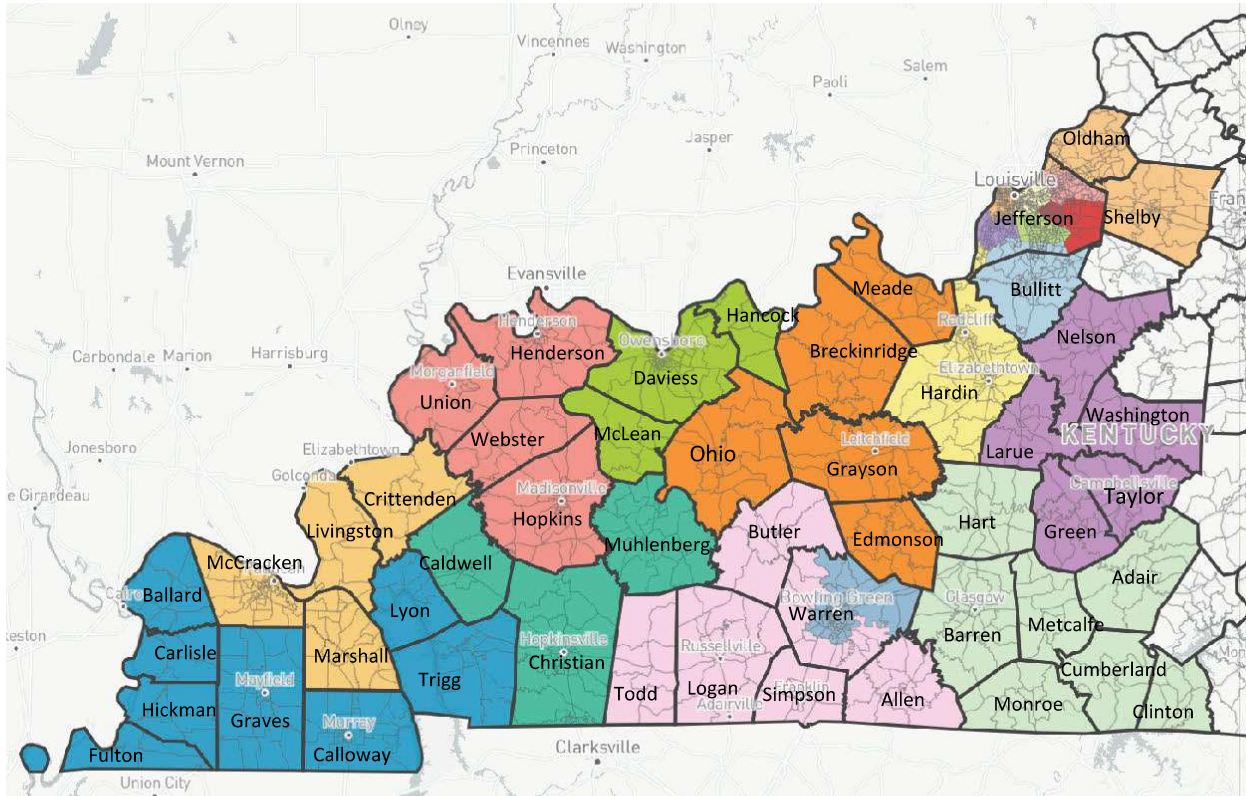 Olney
Vincennes
Washington
Salem
Paoli
Oldham
Jasper
Princeton
Mount Vernon
Louisville
Fran
Jefferson
Shelby
Evansville
Meade
Bullitt
Hancock
Henderson
Radcliff
Nelson
Owensboro
Henderson
Breckinridge
Carbondale
Marion
Harrisburg
Morganfield
Elizabethtown
Daviess
Hardin
Union
Washington
McLean
Webster
KENTUCKY
Leitchfield
Jonesboro
Elizabethtown
Ohio
Larue
Grayson
Golconda
Campbellsville
e Girardeau
Crittenden
Madisonville
Taylor
Hopkins
Hart
Livingston
Butler
Green
Muhlenberg
Edmonson
McCracken
Caldwell
Adair
Ballard
Cairo
Bowling Green
Glasgow
Lyon
Warren
Metcalfe
keston
Barren
Hopkinsville
Russellville
Carlisle
Marshall
Christian
Cumberland
Mon
Mayfield
Trigg
Todd
Logan
Franklin
Simpson
Allen
Adairville
Monroe
Hickman
Graves
Murray
Clinton
Clarksville
Fulton
Calloway
Union City